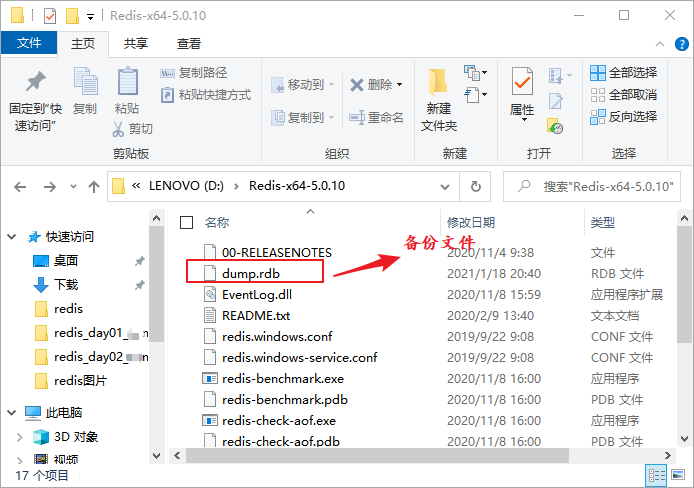 Redis-x64-5.0.10
文件 主页 共享 查看
固定到"快速访问"
复制
粘贴
复制路径
粘贴快捷方式
剪切
剪贴板
移动到
复制到
删除
重命名
组织
新建
文件夹
新建
属性
打开
全部选择
全部取消
反向选择
选择
« LENOVO (D:) › Redis-x64-5.0.10
搜索"Redis-x64-5.0.10"
快速访问
桌面
下载
redis
redis_day01_
redis_day02_
redis图片
此电脑
3D 对象
视频
名称 修改日期 类型
备份文件
00-RELEASENOTES 2020/11/4 9:38 文件
dump.rdb 2021/1/18 20:40 RDB 文件
EventLog.dll 2020/11/8 15:59 应用程序扩展
README.txt 2020/2/9 13:40 文本文档
redis.windows.conf 2019/9/22 9:08 CONF 文件
redis.windows-service.conf 2019/9/22 9:08 CONF 文件
redis-benchmark.exe 2020/11/8 16:00 应用程序
redis-benchmark.pdb 2020/11/8 16:00 PDB 文件
redis-check-aof.exe 2020/11/8 16:00 应用程序
redis-check-aof.pdb 2020/11/8 16:00 PDB 文件
17 个项目